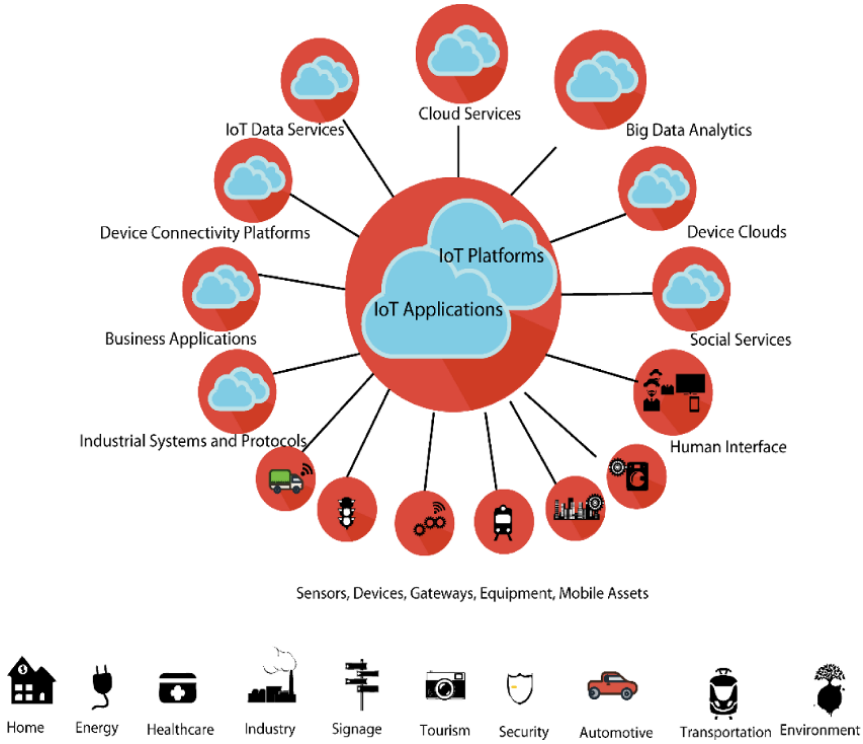 Cloud Services
IoT Data Services
Big Data Analytics
Device Connectivity Platforms
Device Clouds
IoT Platforms
IoT Applications
Business Applications
Social Services
Industrial Systems and Protocols
Human Interface
Sensors, Devices, Gateways, Equipment, Mobile Assets
Home
Energy
Healthcare
Industry
Signage
Tourism
Security
Automotive
Transportation
Environment